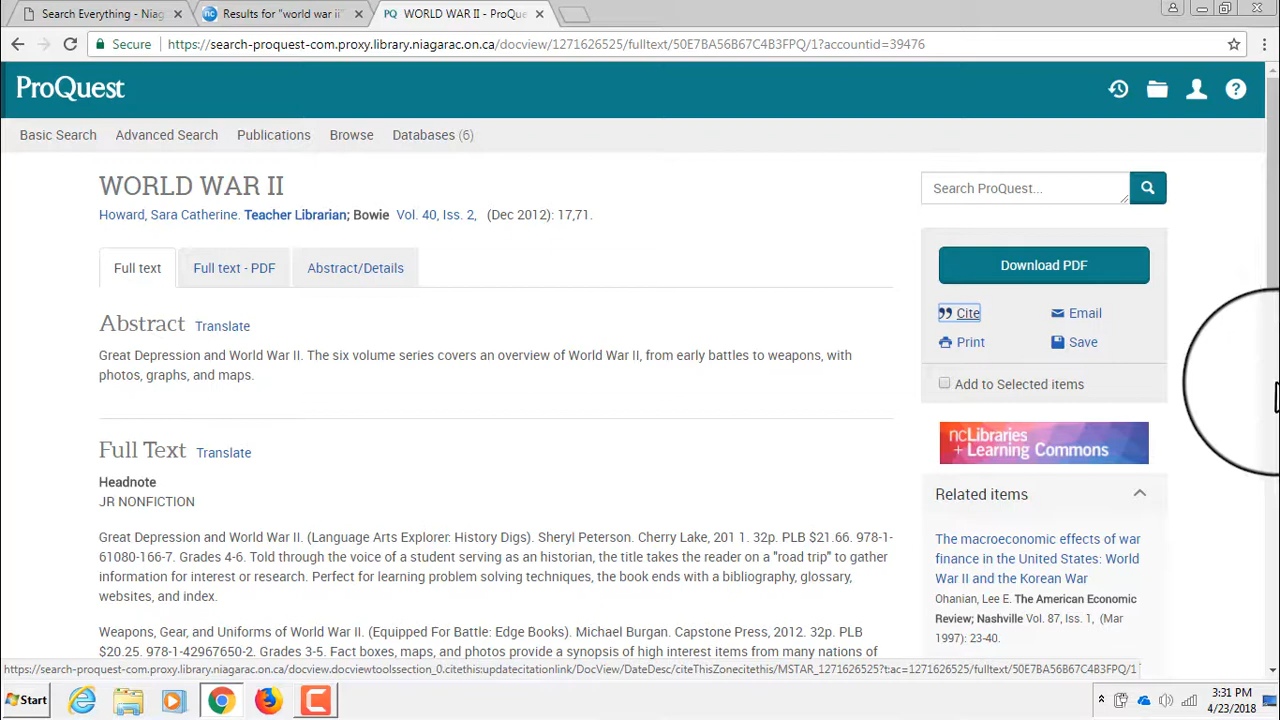 Search Everything - Niag
Results for "world war ii"
PQ WORLD WAR II - ProQue
Secure https://search-proquest-com.proxy.library.niagarac.on.ca/docview/1271626525/fulltext/50E7BA56B67C4B3FPQ/1?accountid=39476
ProQuest
Basic Search Advanced Search Publications Browse Databases (6)
WORLD WAR II
Howard, Sara Catherine. Teacher Librarian; Bowie Vol. 40, Iss. 2, (Dec 2012): 17,71.
Search ProQuest...
Full text Full text - PDF Abstract/Details
Download PDF
Cite Email
Print Save
Add to Selected items
Abstract Translate
Great Depression and World War II. The six volume series covers an overview of World War II, from early battles to weapons, with
photos, graphs, and maps.
ncLibraries
+ Learning Commons
Full Text Translate
Headnote
JR NONFICTION
Great Depression and World War II. (Language Arts Explorer: History Digs). Sheryl Peterson. Cherry Lake, 201 1. 32p. PLB $21.66. 978-1-
61080-166-7. Grades 4-6. Told through the voice of a student serving as an historian, the title takes the reader on a "road trip" to gather
information for interest or research. Perfect for learning problem solving techniques, the book ends with a bibliography, glossary,
websites, and index.
Weapons, Gear, and Uniforms of World War II. (Equipped For Battle: Edge Books). Michael Burgan. Capstone Press, 2012. 32p. PLB
$20.25. 978-1-42967650-2. Grades 3-5. Fact boxes, maps, and photos provide a synopsis of high interest items from many nations of
Related items
The macroeconomic effects of war
finance in the United States: World
War II and the Korean War
Ohanian, Lee E. The American Economic
Review; Nashville Vol. 87, Iss. 1, (Mar
1997): 23-40.
https://search-proquest-com.proxy.library.niagarac.on.ca/docview.docviewtoolssection_0.citethis:updatecitationlink/DocView/DateDesc/citeThisZonecitethis/MSTAR_1271626525?t:ac=1271626525/fulltext/50E7BA56B67C4B3FPQ/1
Start
3:31 PM
4/23/2018